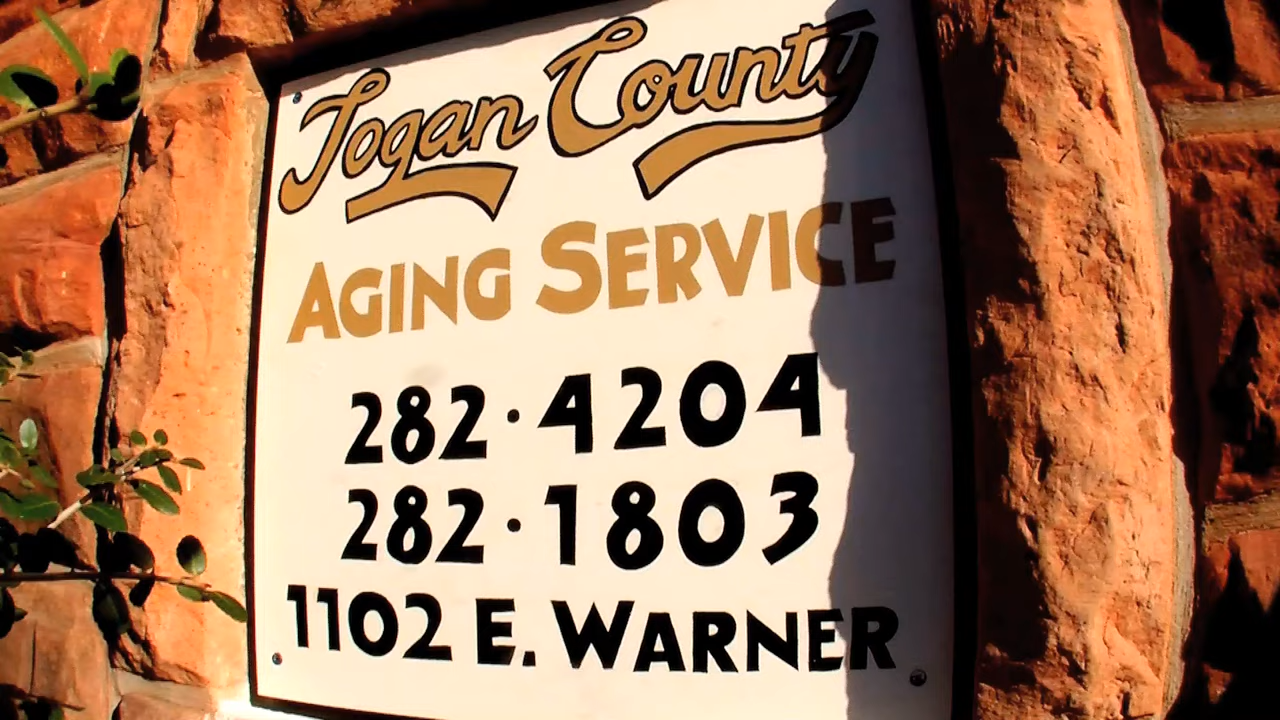 Logan County
AGING SERVICE
282·4204
282·1803
1102 E. WARNER